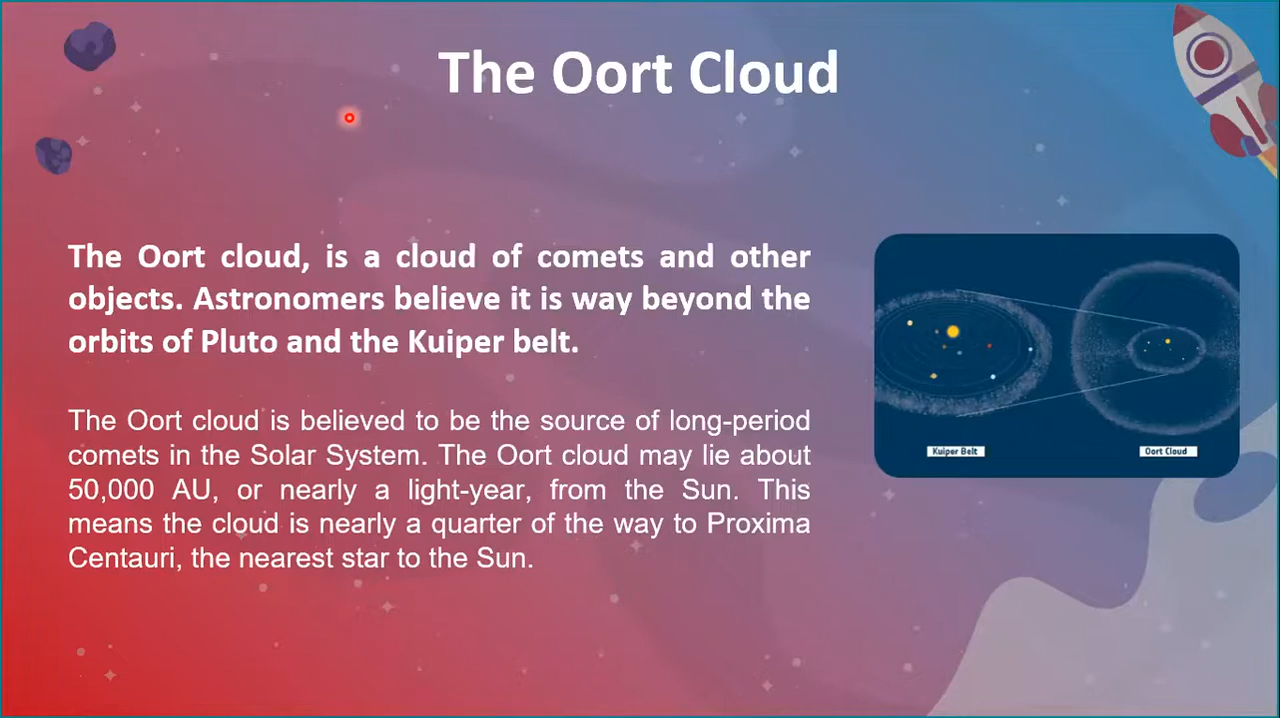 The Oort Cloud
The Oort cloud, is a cloud of comets and other
objects. Astronomers believe it is way beyond the
orbits of Pluto and the Kuiper belt.
The Oort cloud is believed to be the source of long-period
comets in the Solar System. The Oort cloud may lie about
50,000 AU, or nearly a light-year, from the Sun. This
means the cloud is nearly a quarter of the way to Proxima
Centauri, the nearest star to the Sun.
Kuiper Belt
Oort Cloud